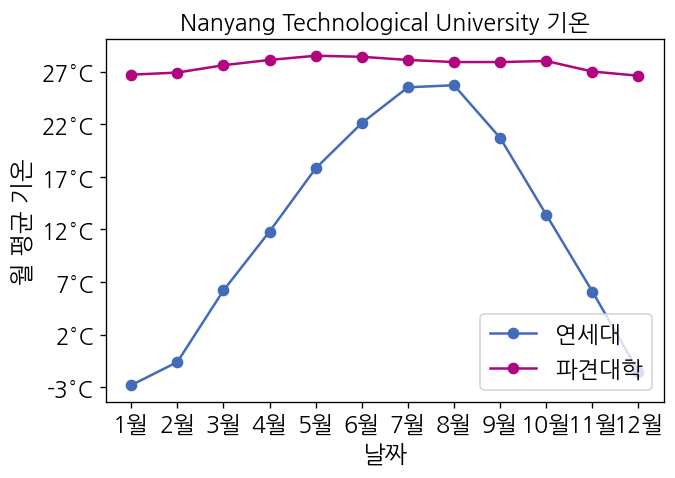 Nanyang Technological University 기온
월 평균 기온
27˚C
22˚C
17˚C
12˚C
7˚C
2˚C
-3˚C
연세대
파견대학
1월 2월 3월 4월 5월 6월 7월 8월 9월 10월 11월 12월
날짜